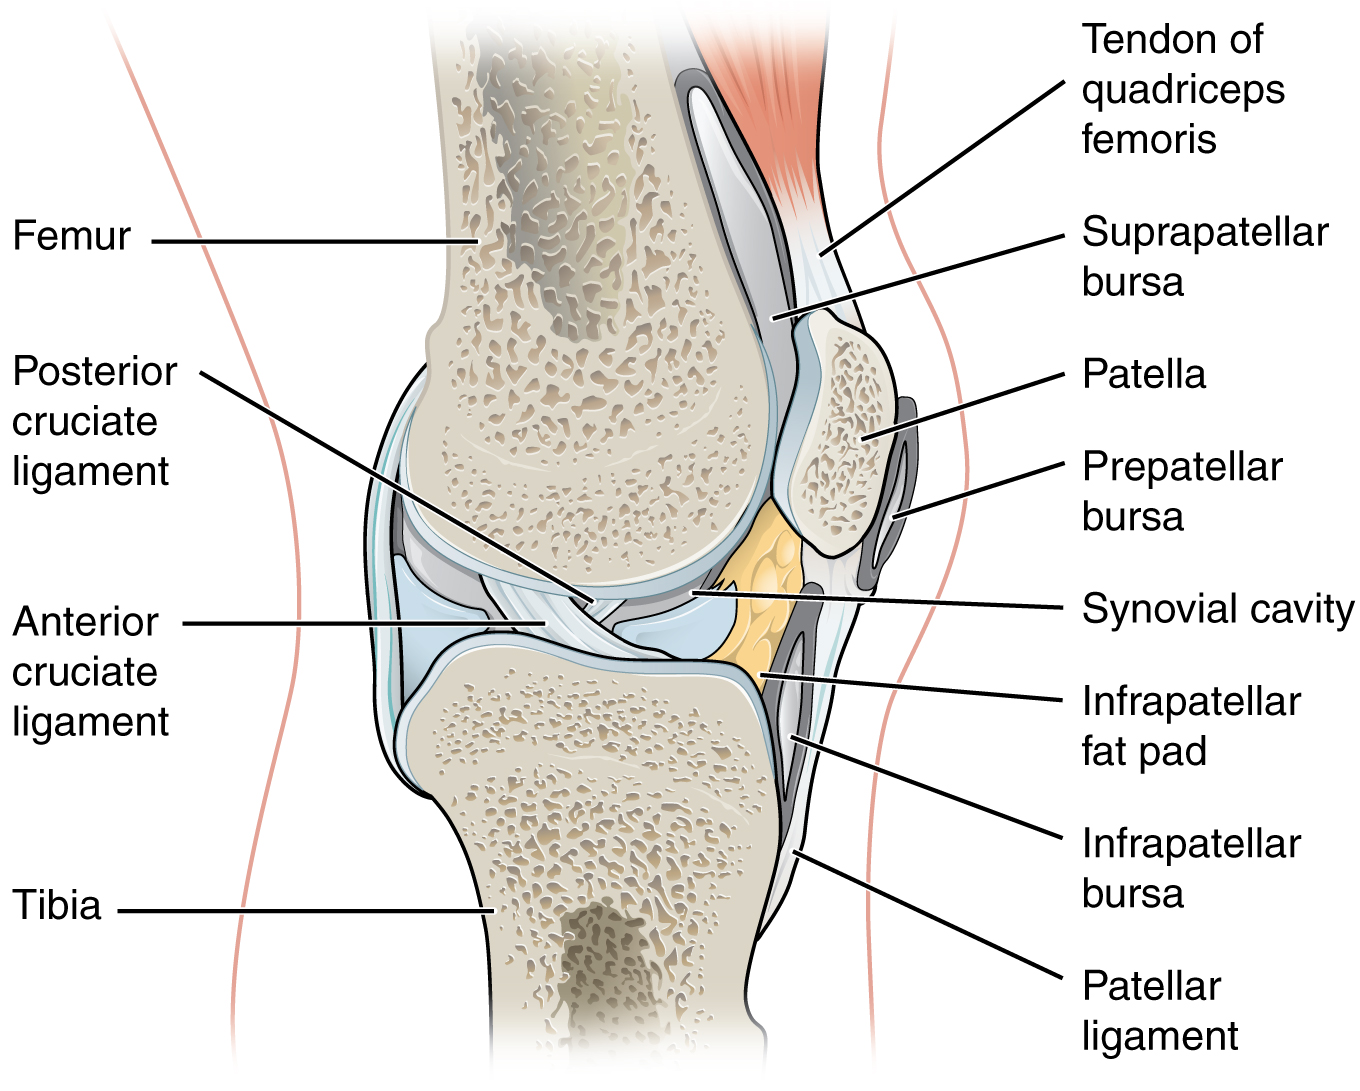 Femur
Posterior
cruciate
ligament
Anterior
cruciate
ligament
Tibia
Tendon of
quadriceps
femoris
Suprapatellar
bursa
Patella
Prepatellar
bursa
Synovial cavity
Infrapatellar
fat pad
Infrapatellar
bursa
Patellar
ligament